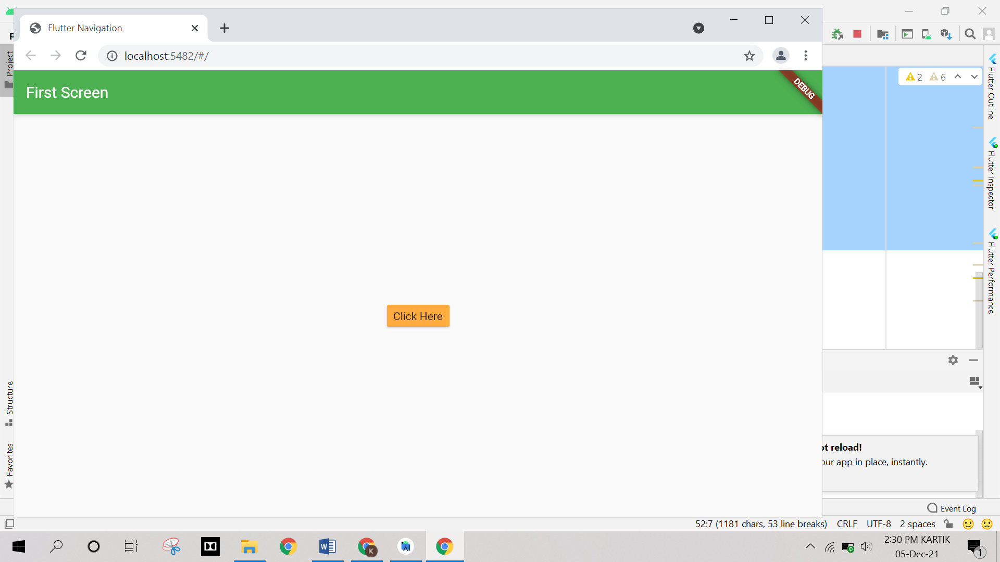 Flutter Navigation
localhost:5482/#/
First Screen
DEBUG
Click Here
Project
Structure
Favorites
2 6
Flutter Outline
Flutter Inspector
Flutter Performance
reload!
app in place, instantly.
Event Log
52:7 (1181 chars, 53 line breaks) CRLF UTF-8 2 spaces
W
K
2:30 PM KARTIK
05-Dec-21
1